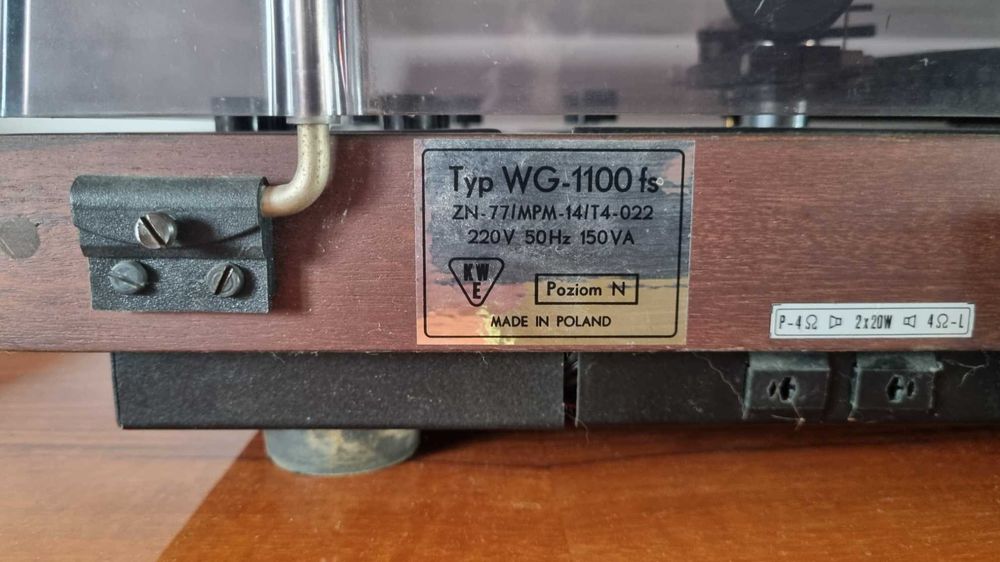 Typ WG-1100 fs
ZN-77/MPM-14/T4-022
220V 50Hz 150VA
KWE
Poziom N
MADE IN POLAND
P-4Ω 2x20W 4Ω-L